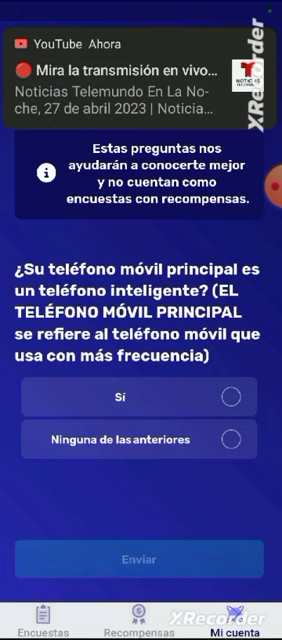 YouTube Ahora
Mira la transmisión en vivo...
Noticias Telemundo En La No-
che, 27 de abril 2023 | Noticia...
NOTICIAS
XRecorder
Estas preguntas nos
ayudarán a conocerte mejor
y no cuentan como
encuestas con recompensas.
¿Su teléfono móvil principal es
un teléfono inteligente? (EL
TELÉFONO MÓVIL PRINCIPAL
se refiere al teléfono móvil que
usa con más frecuencia)
Sí
Ninguna de las anteriores
Enviar
Encuestas
Recompensas
Mi cuenta
XRecorder